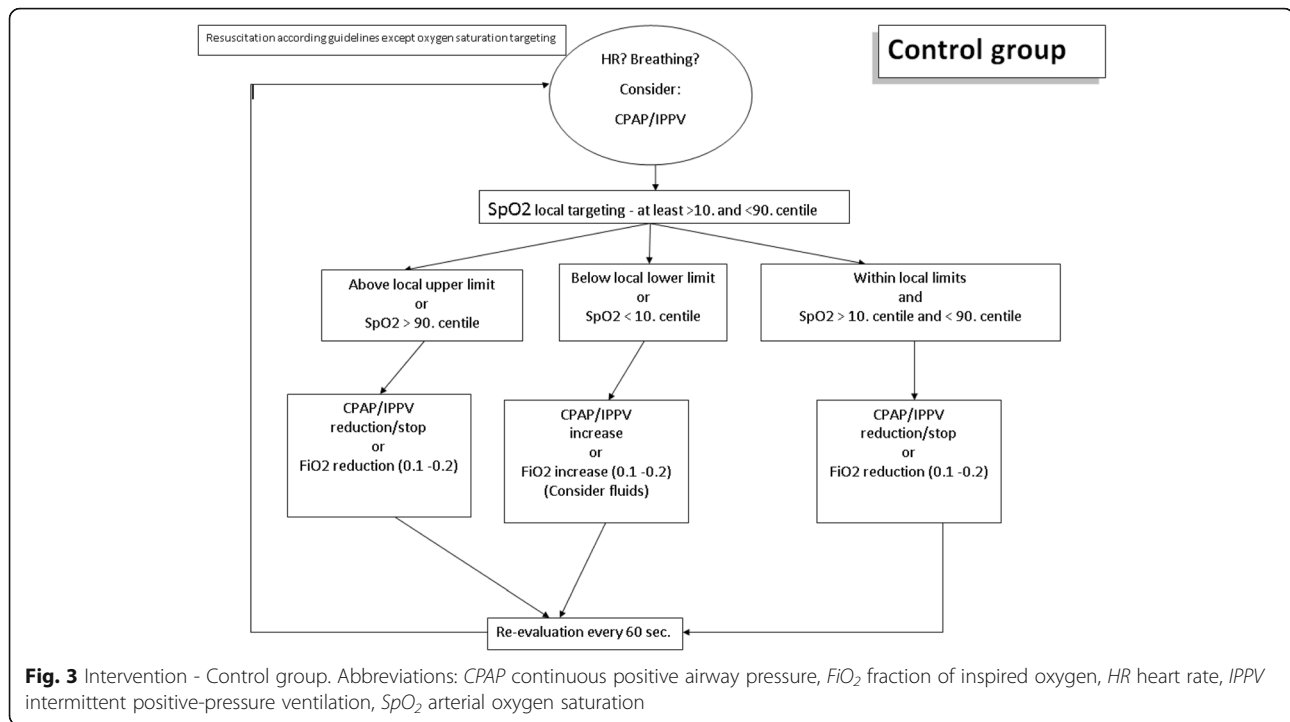 Resuscitation according guidelines except oxygen saturation targeting
Control group
HR? Breathing?
Consider:
CPAP/IPPV
SpO2 local targeting - at least >10. and <90. centile
Above local upper limit
or
SpO2 > 90. centile
Below local lower limit
or
SpO2 < 10. centile
Within local limits
and
SpO2 > 10. centile and < 90. centile
CPAP/IPPV
reduction/stop
or
FiO2 reduction (0.1 -0.2)
CPAP/IPPV
increase
or
FiO2 increase (0.1 -0.2)
(Consider fluids)
CPAP/IPPV
reduction/stop
or
FiO2 reduction (0.1 -0.2)
Re-evaluation every 60 sec.
Fig. 3 Intervention - Control group. Abbreviations: CPAP continuous positive airway pressure, FiO2 fraction of inspired oxygen, HR heart rate, IPPV
intermittent positive-pressure ventilation, SpO2 arterial oxygen saturation